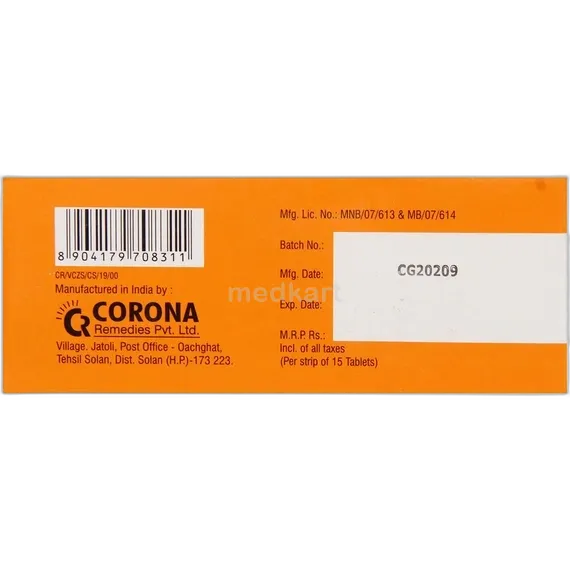 8 904179 708311
CR/VCZS/CS/19/00
Manufactured in India by :
CR CORONA
Remedies Pvt. Ltd.
Village. Jatoli, Post Office - Oachghat,
Tehsil Solan, Dist. Solan (H.P.)-173 223.
medkart
Mfg. Lic. No.: MNB/07/613 & MB/07/614
Batch No.:
Mfg. Date: CG20209
Exp. Date:
M.R.P. Rs.:
Incl. of all taxes
(Per strip of 15 Tablets)